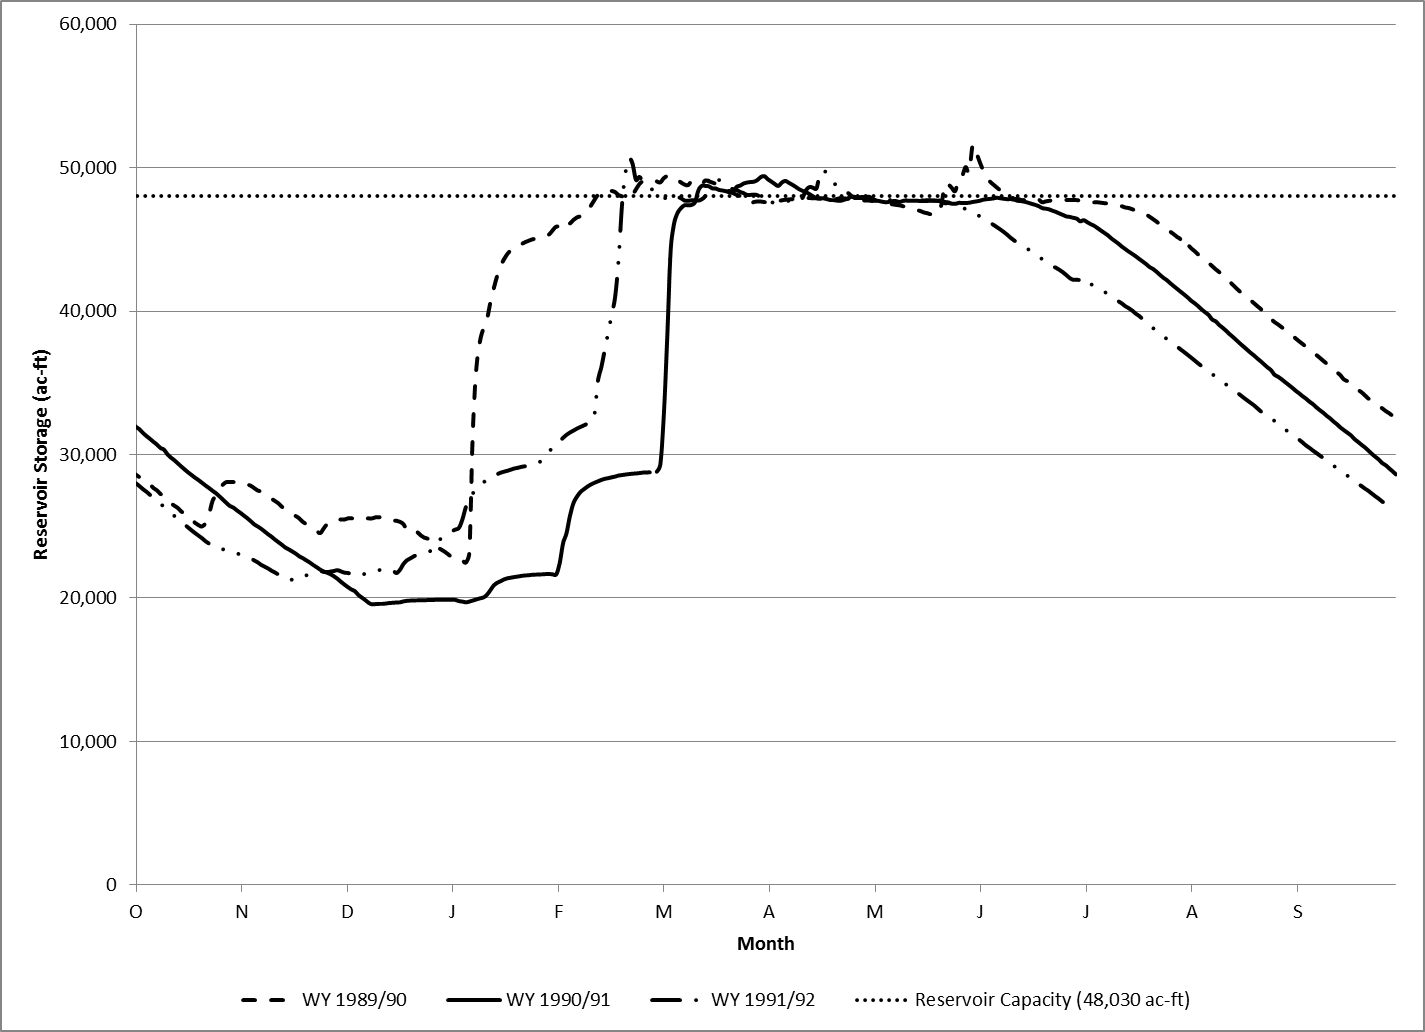 60,000
50,000
40,000
30,000
20,000
10,000
0
Reservoir Storage (ac-ft)
O N D J F M A M J J A S
Month
WY 1989/90 WY 1990/91 WY 1991/92 Reservoir Capacity (48,030 ac-ft)